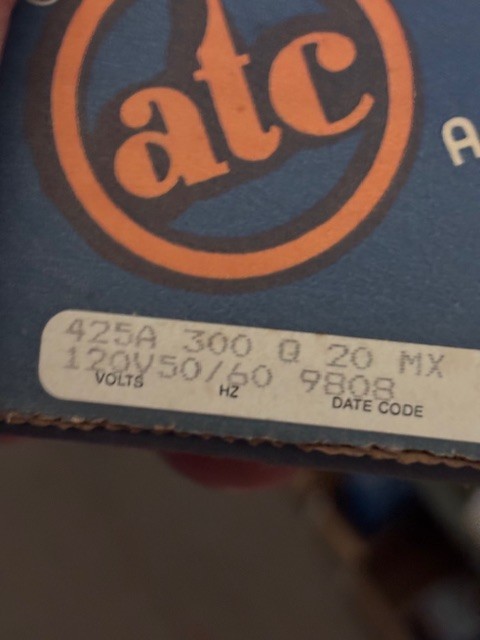 atc
A
425A 300 Q 20 MX
120V50/60 9808
VOLTS HZ DATE CODE